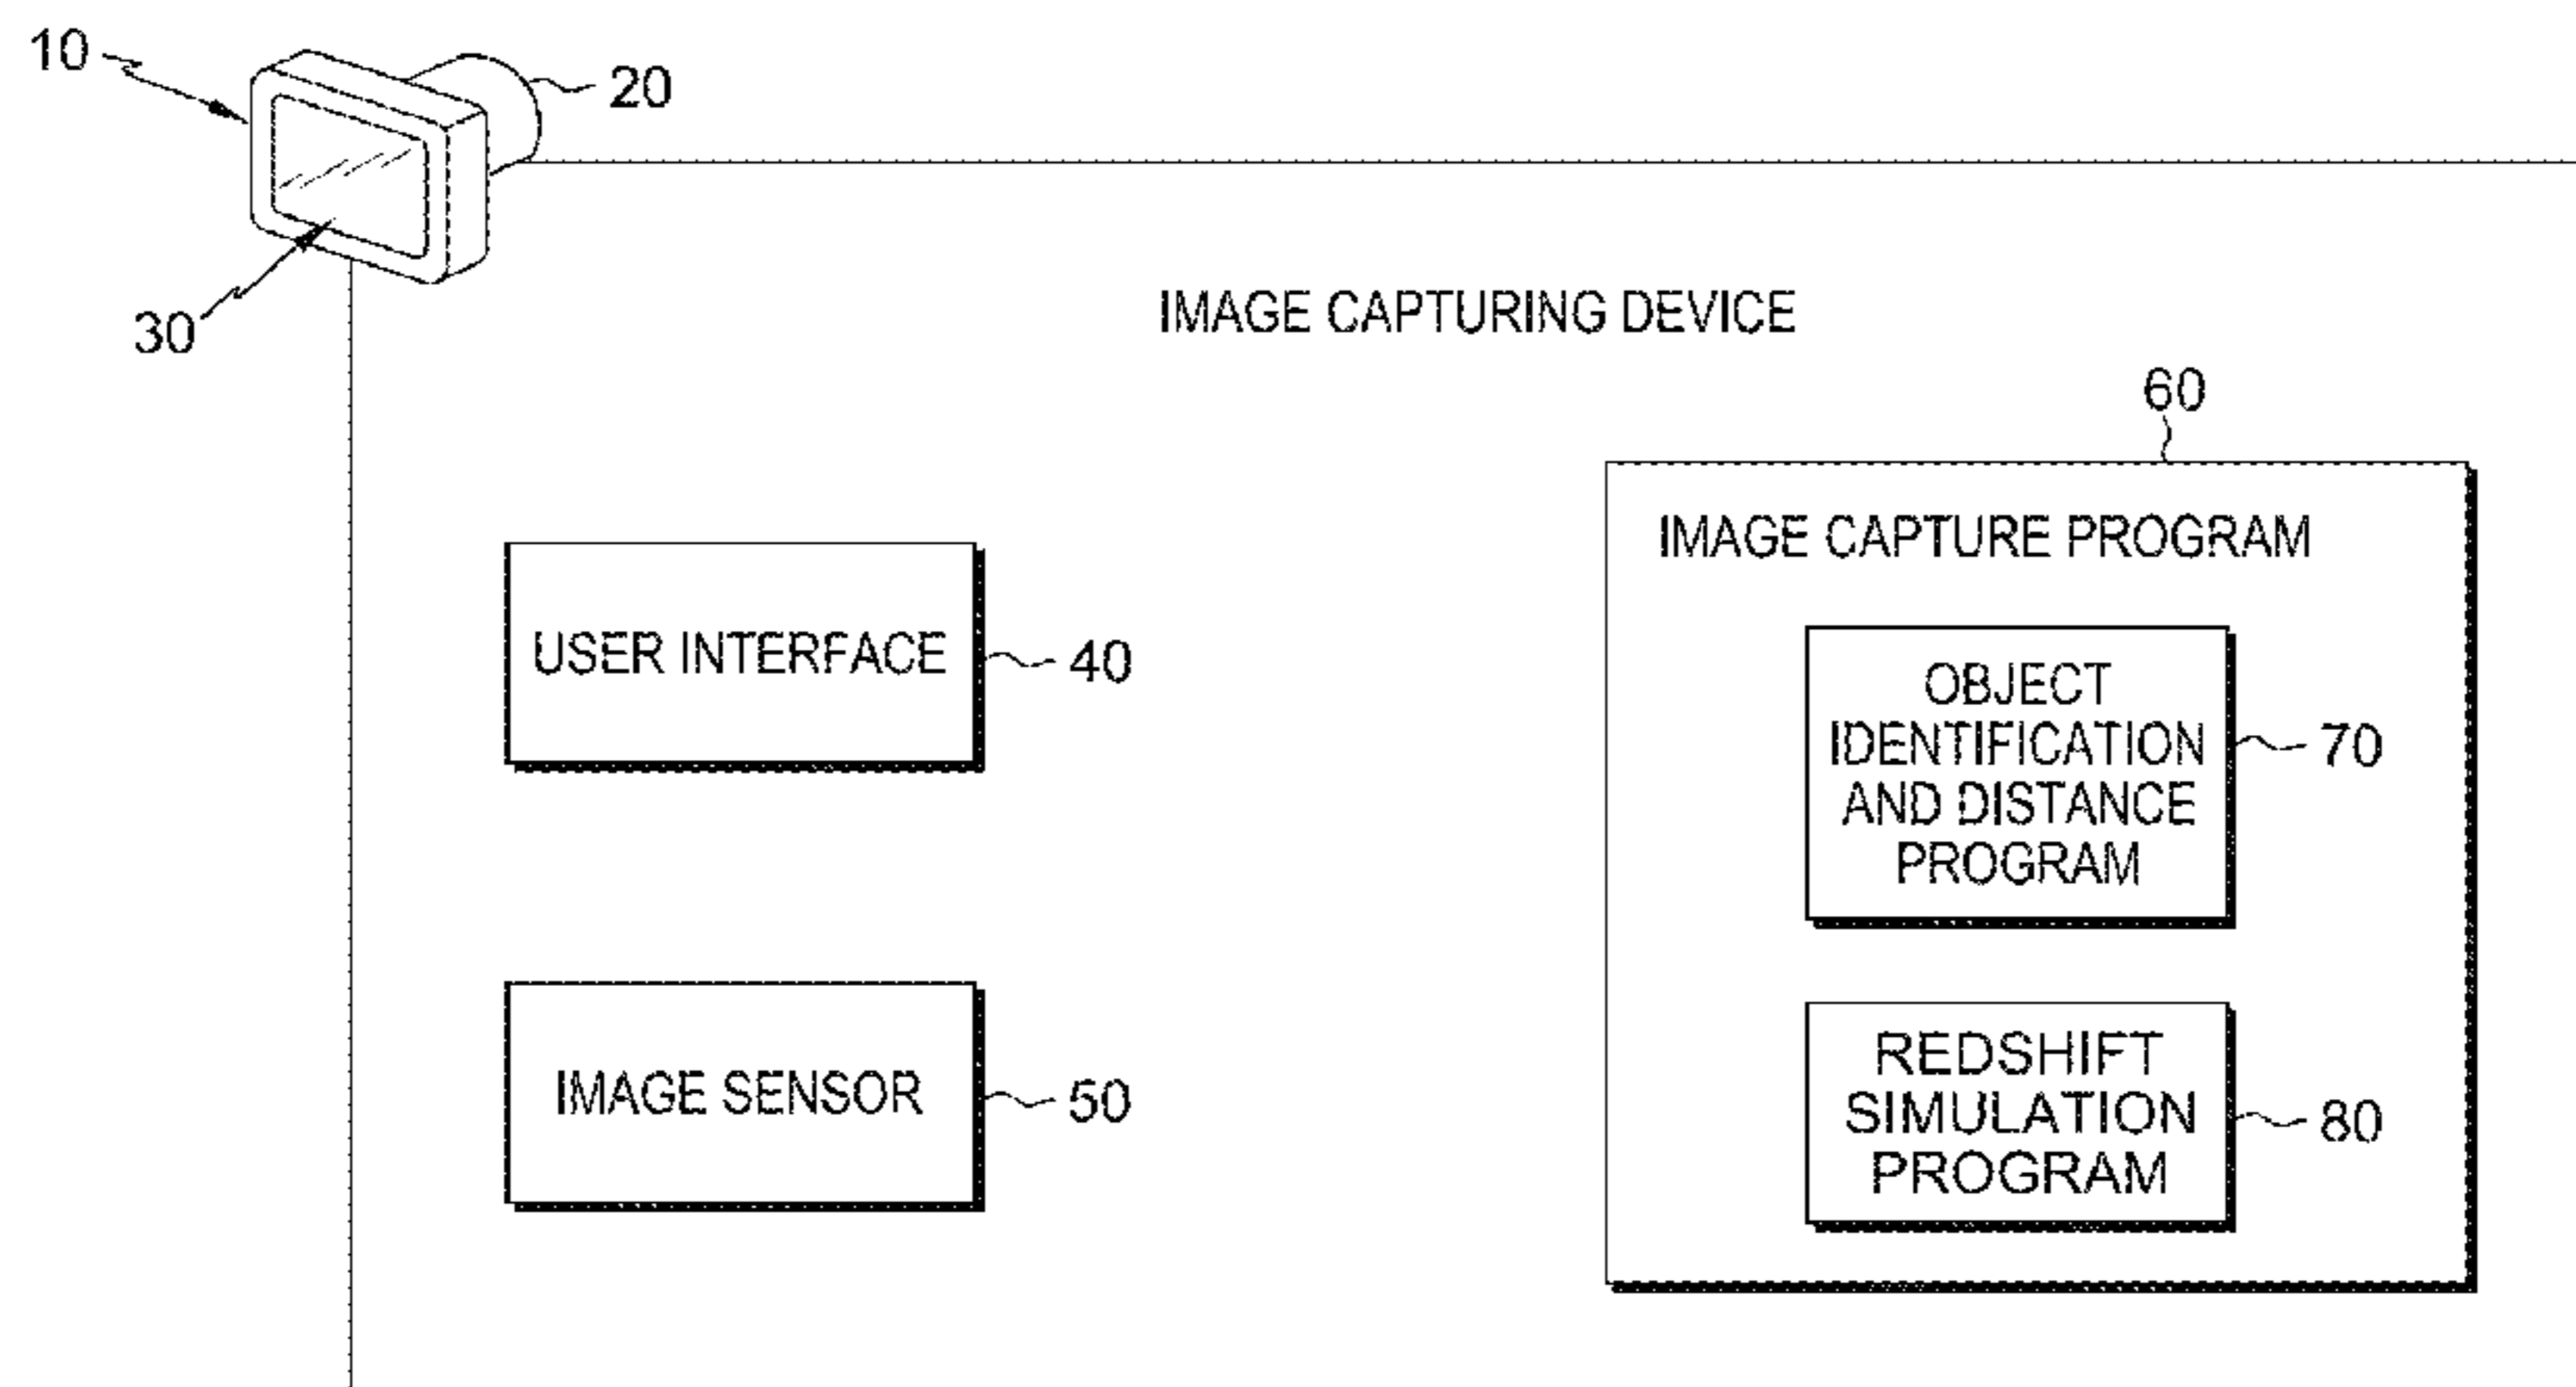 10
20
30
IMAGE CAPTURING DEVICE
60
IMAGE CAPTURE PROGRAM
USER INTERFACE
40
OBJECT
IDENTIFICATION
AND DISTANCE
PROGRAM
70
IMAGE SENSOR
50
REDSHIFT
SIMULATION
PROGRAM
80